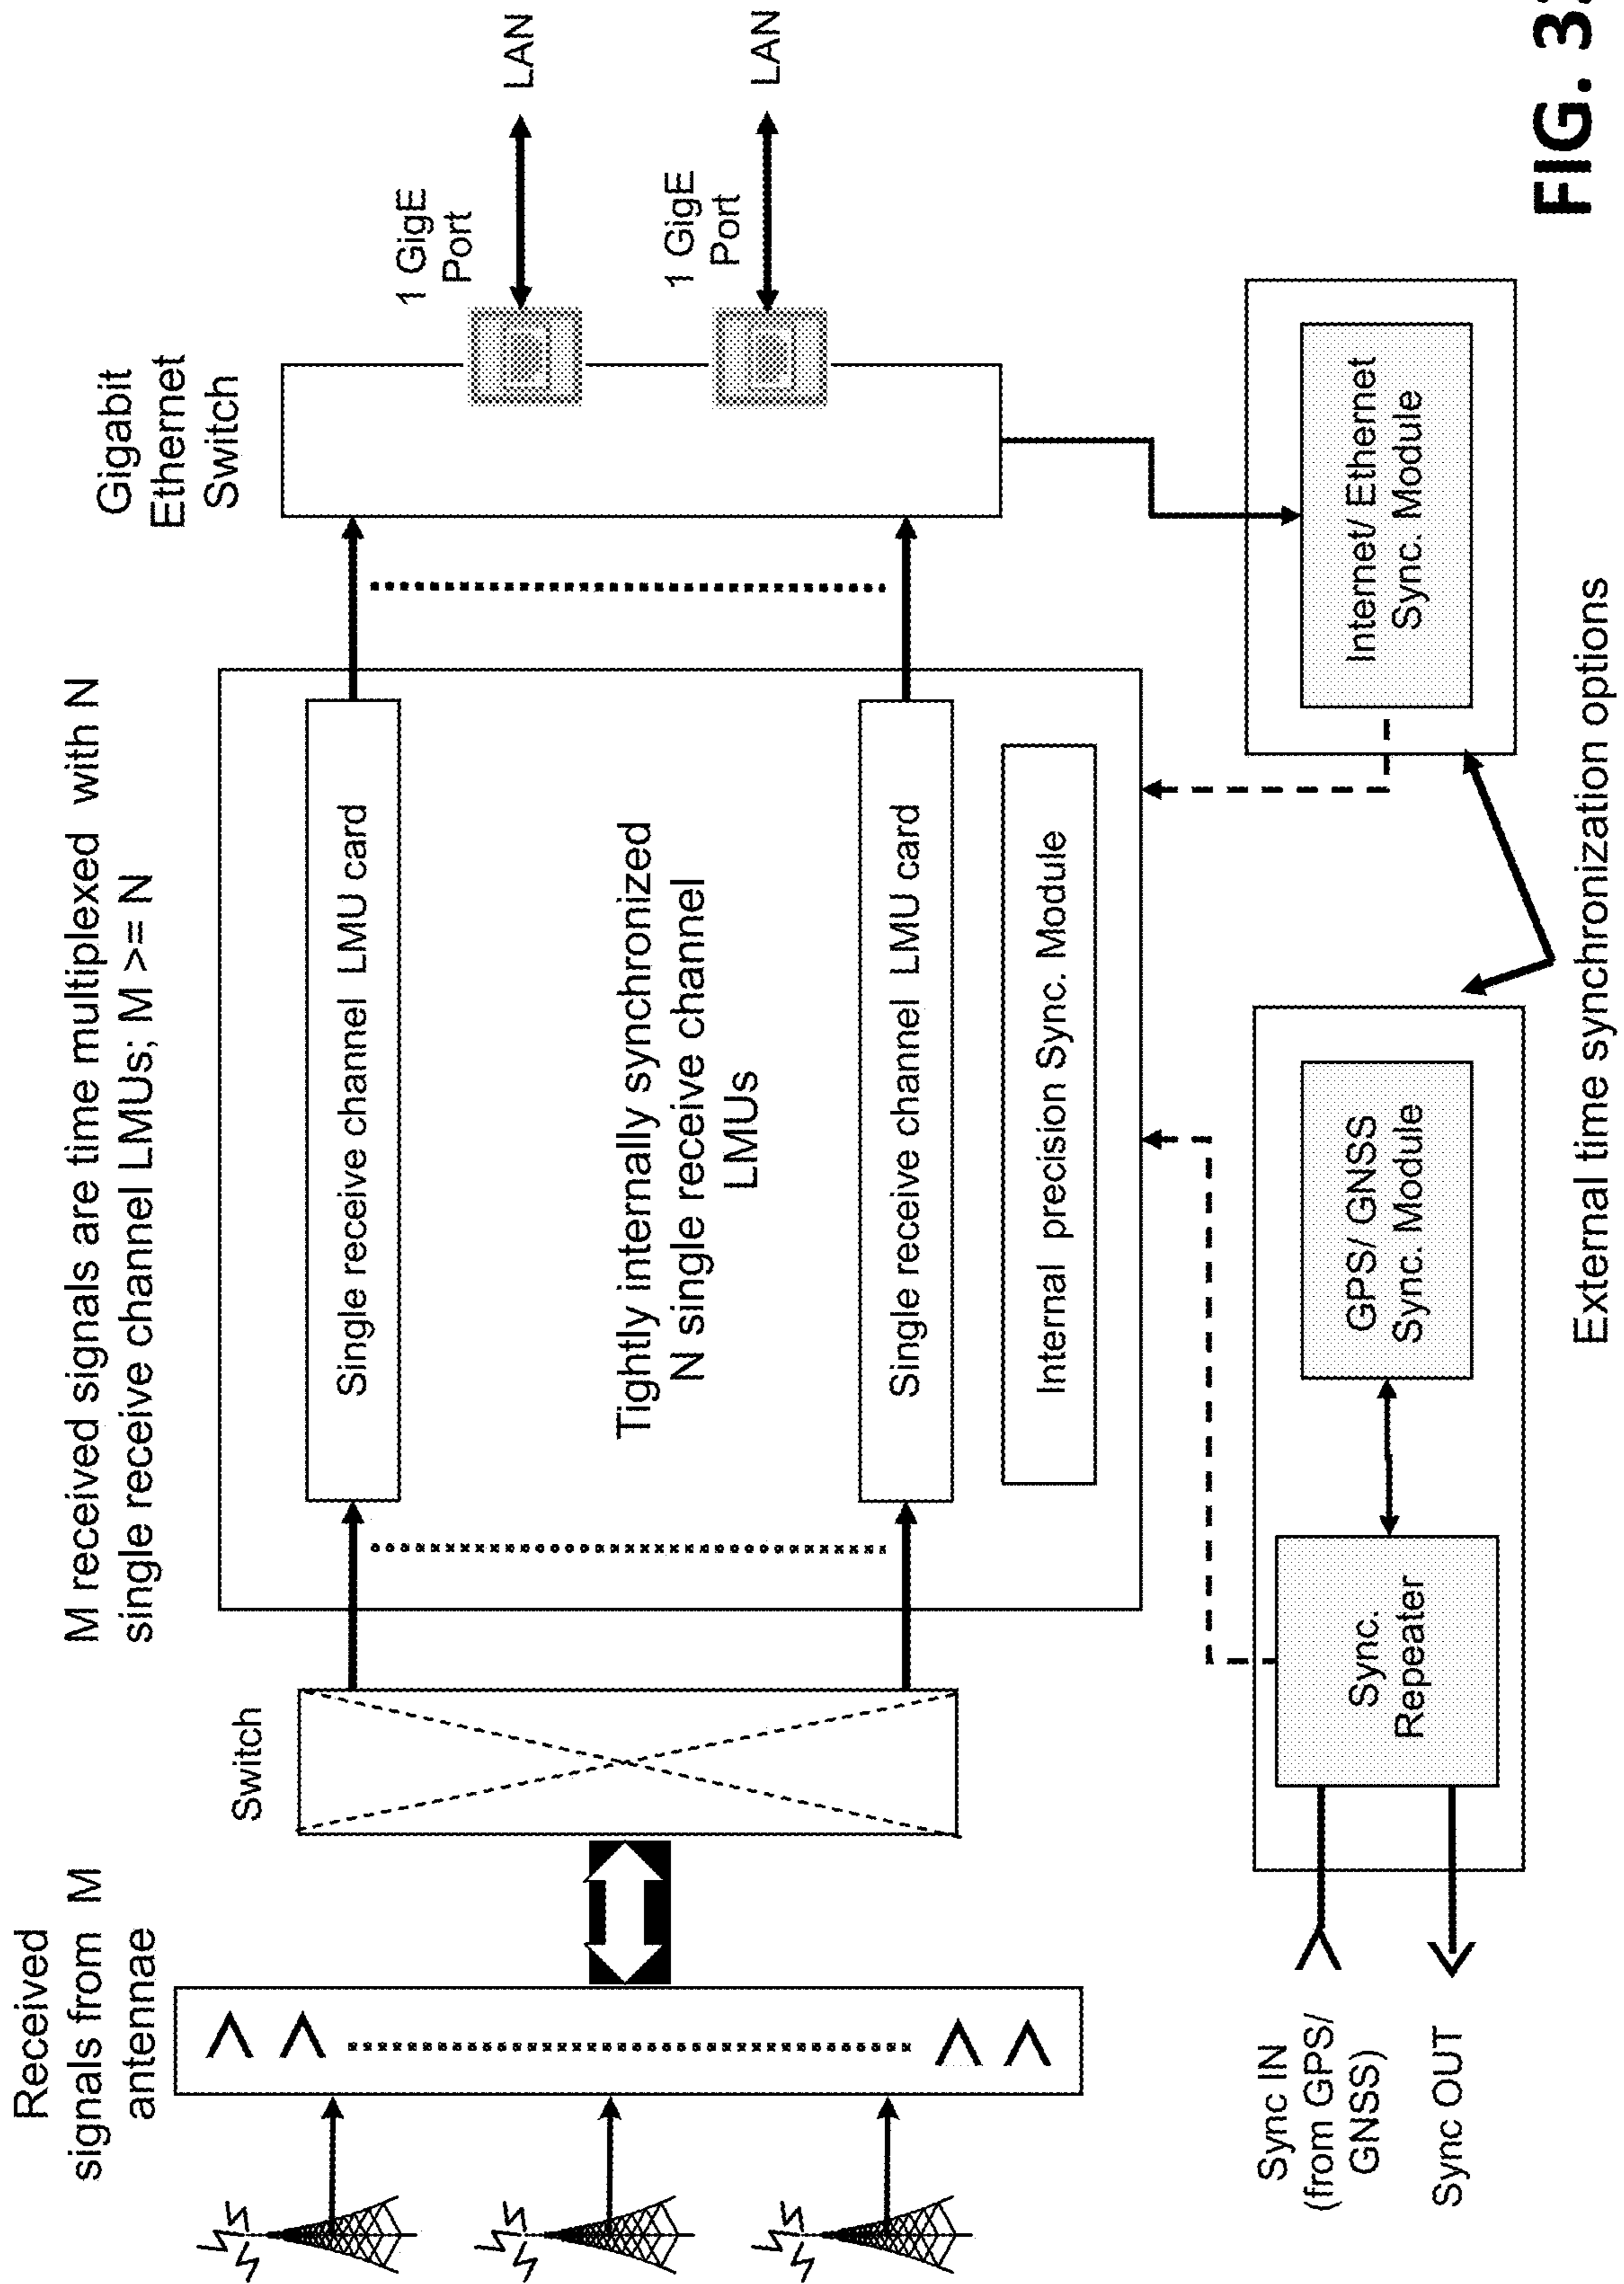 M received signals are time multiplexed with N
single receive channel LMUs; M >= N
Received
signals from M
antennae
Switch
Single receive channel LMU card
Tightly internally synchronized
N single receive channel
LMUs
Single receive channel LMU card
Internal precision Sync. Module
Gigabit
Ethernet
Switch
1 GigE
Port
LAN
1 GigE
Port
LAN
Sync IN
(from GPS/
GNSS)
Sync OUT
Sync.
Repeater
GPS/ GNSS
Sync. Module
Internet/ Ethernet
Sync. Module
External time synchronization options
FIG. 3